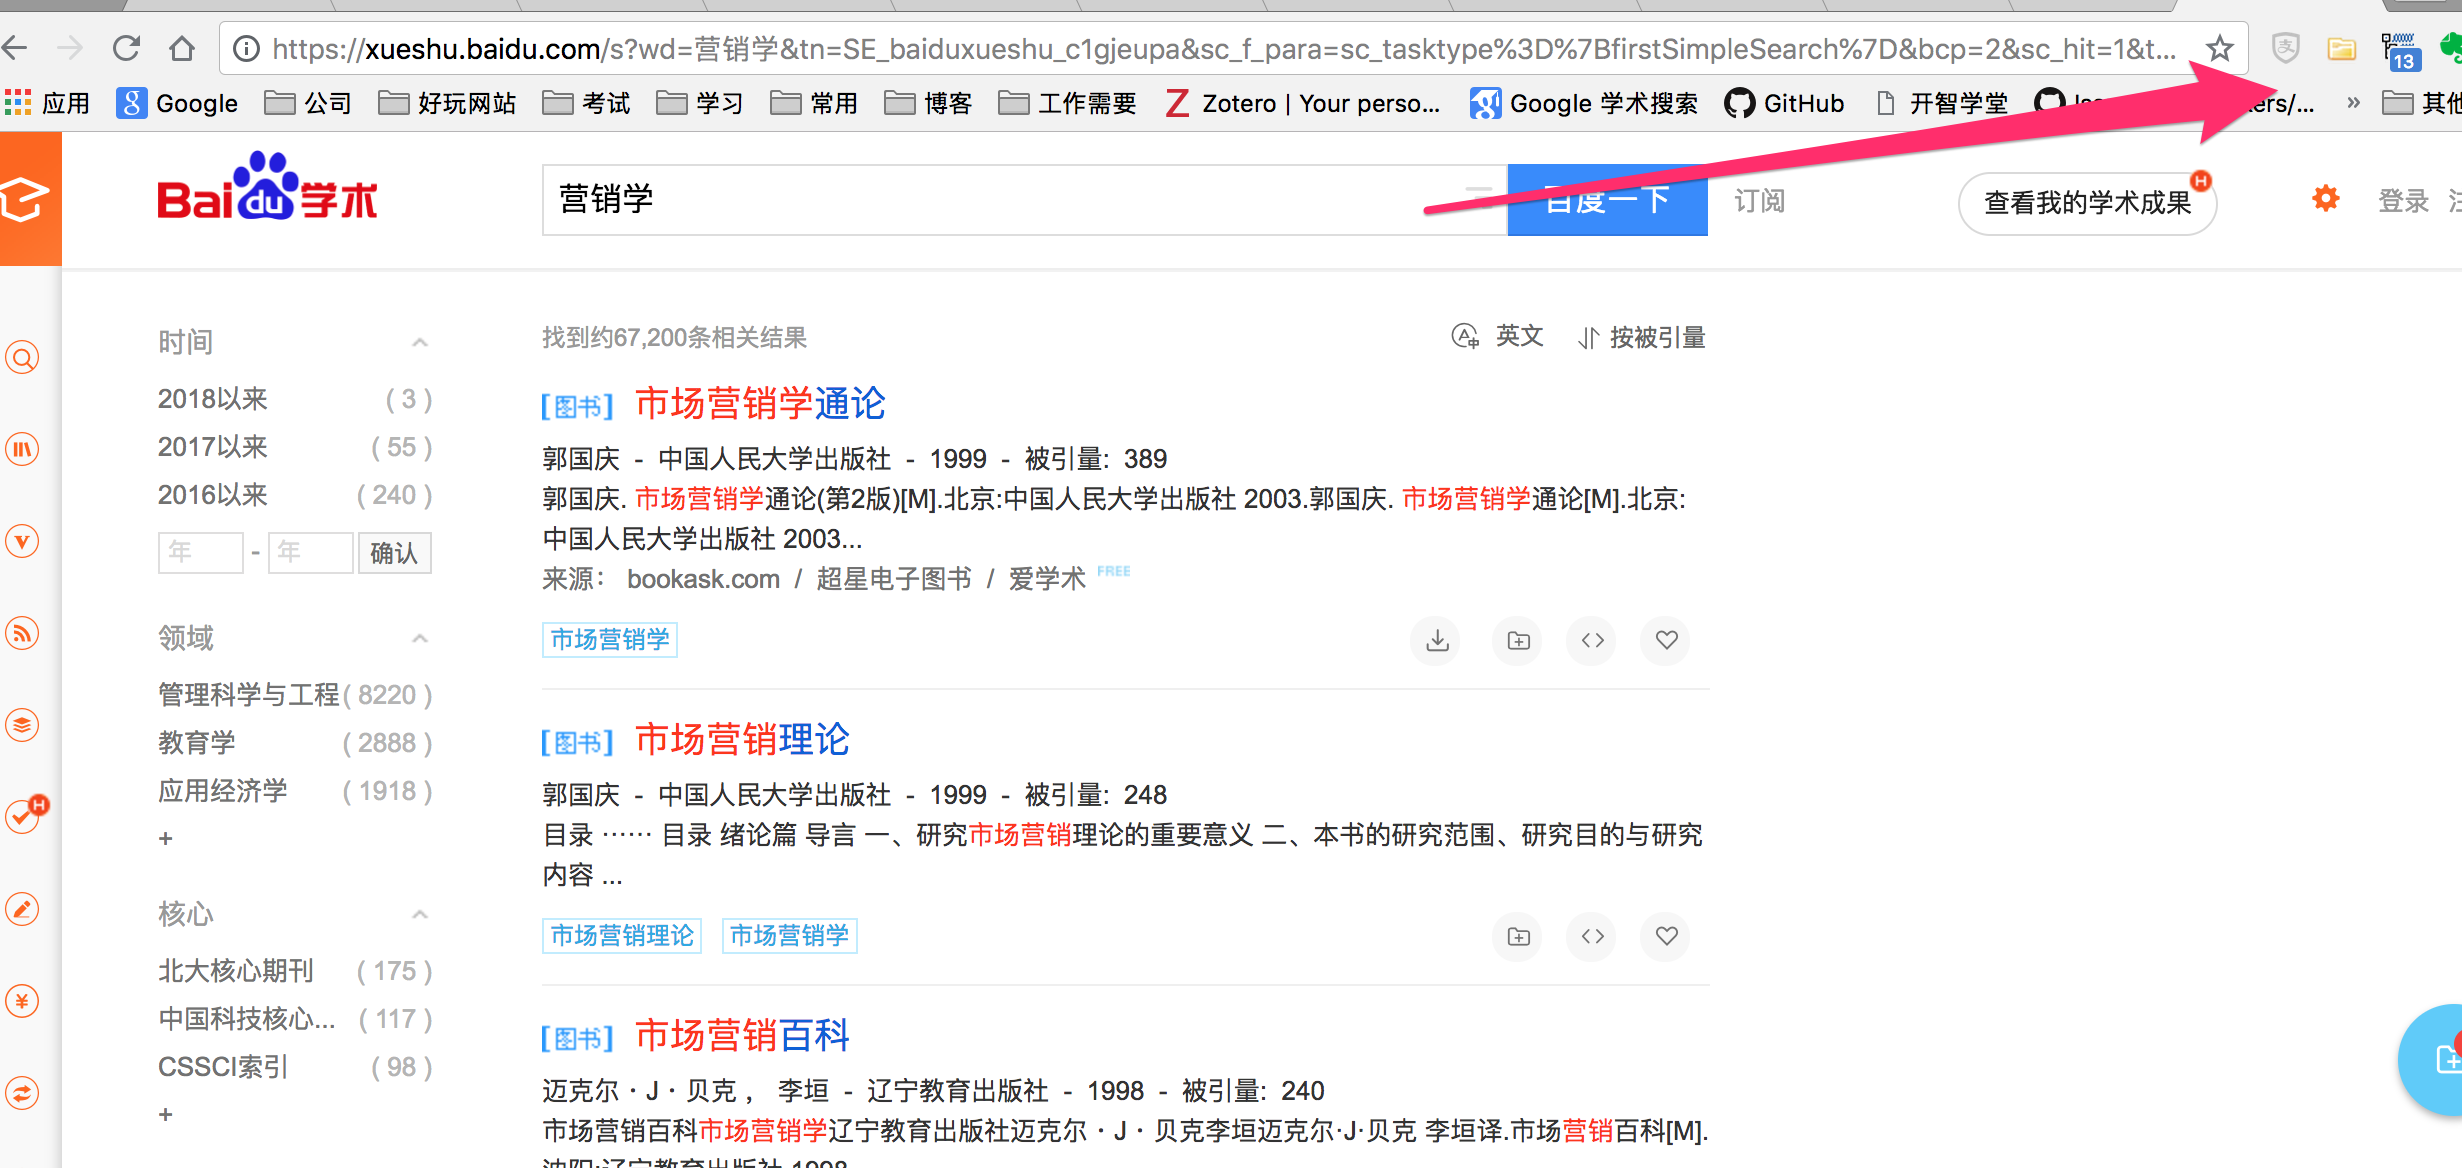 https://xueshu.baidu.com/s?wd=营销学&tn=SE_baiduxueshu_c1gjeupa&sc_f_para=sc_tasktype%3D%7BfirstSimpleSearch%7D&bcp=2&sc_hit=1&t... 13
应用 Google 公司 好玩网站 考试 学习 常用 博客 工作需要 Zotero | Your perso... Google 学术搜索 GitHub 开智学堂 » 其他
Baidu学术 营销学 百度一下 订阅 查看我的学术成果 H 登录
找到约67,200条相关结果 英文 按被引量
时间
2018以来 ( 3 )
2017以来 ( 55 )
2016以来 ( 240 )
年 - 年 确认
领域
管理科学与工程 ( 8220 )
教育学 ( 2888 )
应用经济学 ( 1918 )
+
核心
北大核心期刊 ( 175 )
中国科技核心... ( 117 )
CSSCI索引 ( 98 )
+
[图书] 市场营销学通论
郭国庆 - 中国人民大学出版社 - 1999 - 被引量: 389
郭国庆. 市场营销学通论(第2版)[M].北京:中国人民大学出版社 2003.郭国庆. 市场营销学通论[M].北京:
中国人民大学出版社 2003...
来源: bookask.com / 超星电子图书 / 爱学术 FREE
市场营销学
[图书] 市场营销理论
郭国庆 - 中国人民大学出版社 - 1999 - 被引量: 248
目录 …… 目录 绪论篇 导言 一、研究市场营销理论的重要意义 二、本书的研究范围、研究目的与研究
内容 ...
市场营销理论 市场营销学
[图书] 市场营销百科
迈克尔·J·贝克， 李垣 - 辽宁教育出版社 - 1998 - 被引量: 240
市场营销百科市场营销学辽宁教育出版社迈克尔·J·贝克李垣迈克尔·J·贝克 李垣译.市场营销百科[M].
沈阳:辽宁教育出版社 1998